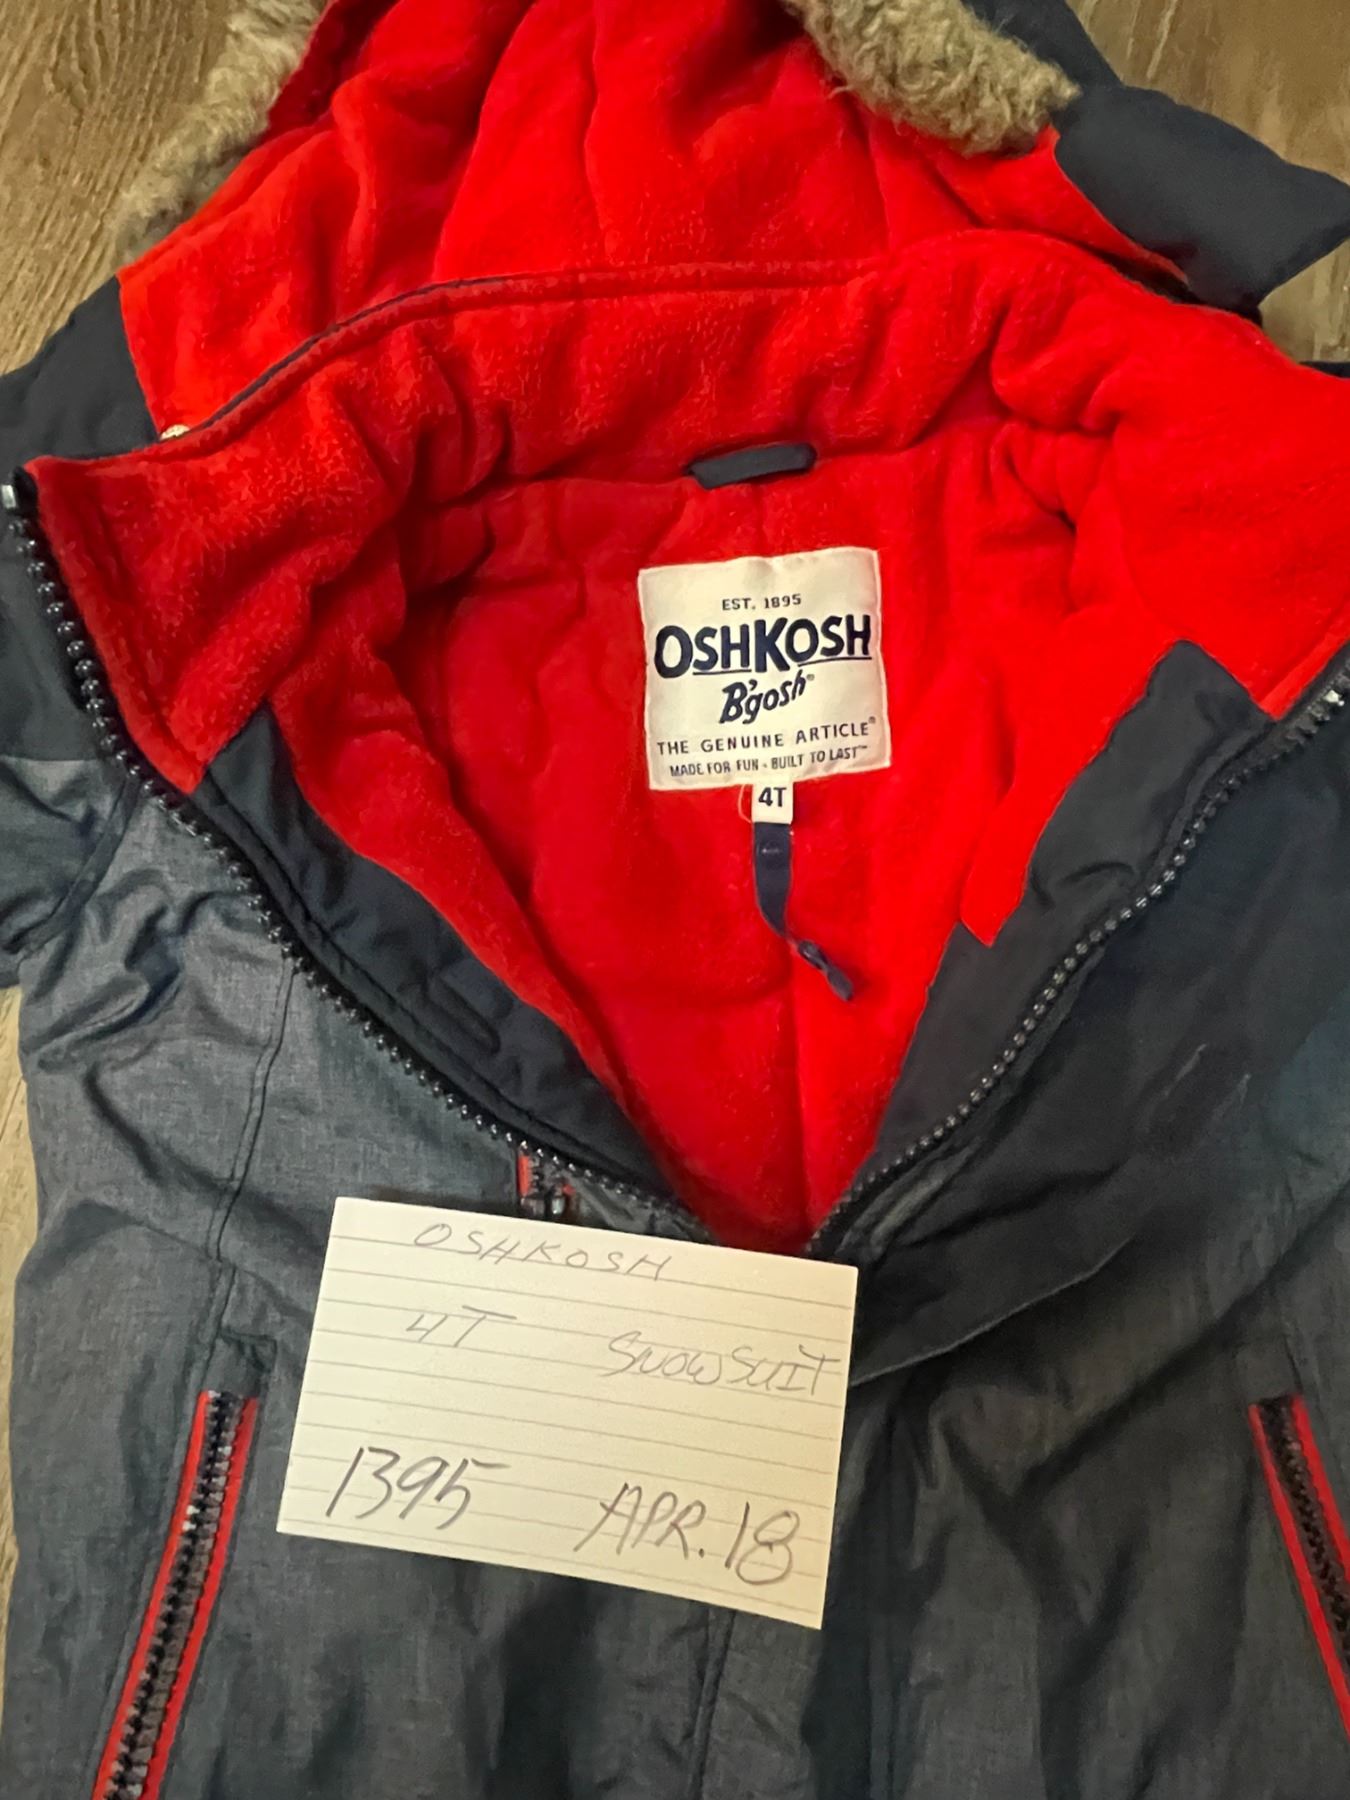 EST. 1895
OSHKOSH
B'gosh®
THE GENUINE ARTICLE®
MADE FOR FUN - BUILT TO LAST™
4T
OSHKOSH
4T SNOWSUIT
1395 APR. 18